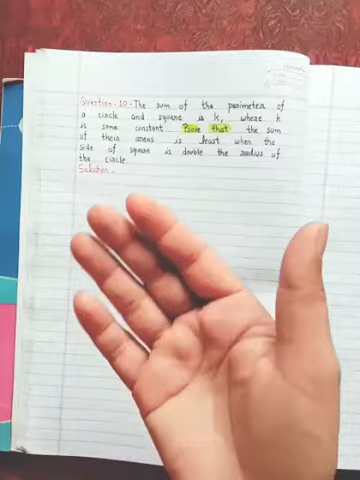 Question-10- The sum of the perimeter of
a circle and square is k, where k
is some constant. Prove that the sum
of their areas is least when the
side of square is double the radius of
the circle.
Solution.